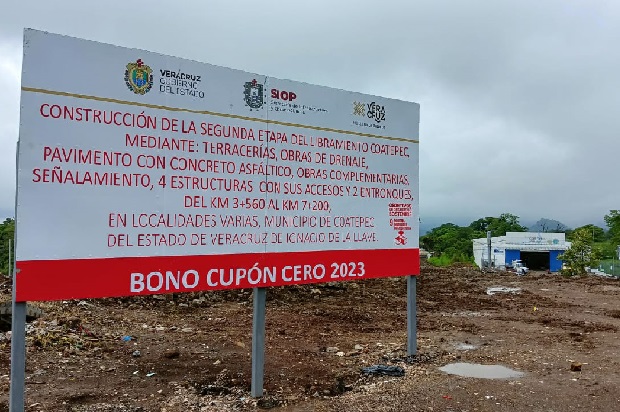 VERACRUZ
GOBIERNO
DEL ESTADO
SIOP
VERA
CRUZ
CONSTRUCCIÓN DE LA SEGUNDA ETAPA DEL LIBRAMIENTO COATEPEC,
MEDIANTE: TERRACERÍAS, OBRAS DE DRENAJE,
PAVIMENTO CON CONCRETO ASFÁLTICO, OBRAS COMPLEMENTARIAS,
SEÑALAMIENTO, 4 ESTRUCTURAS CON SUS ACCESOS Y 2 ENTRONQUES,
DEL KM 3+560 AL KM 7+200,
EN LOCALIDADES VARIAS, MUNICIPIO DE COATEPEC
DEL ESTADO DE VERACRUZ DE IGNACIO DE LA LLAVE.
BONO CUPÓN CERO 2023